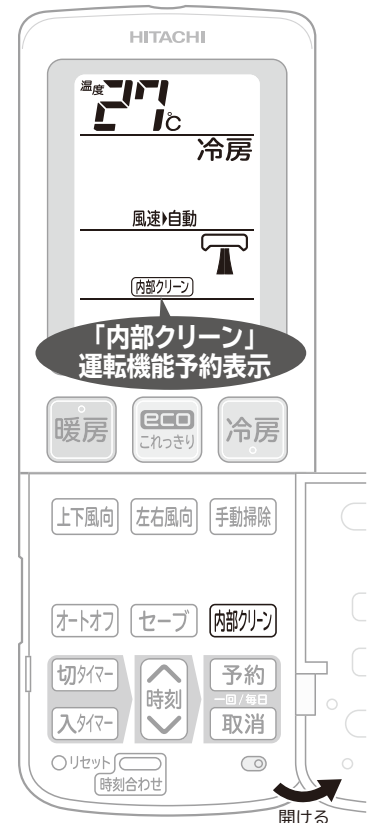 HITACHI
温度 27℃
冷房
風速▶自動
内部クリーン
「内部クリーン」
運転機能予約表示
暖房
eco
これっきり
冷房
上下風向 左右風向 手動掃除
オートオフ セーブ 内部クリーン
切タイマー 時刻 予約
一回/毎日
入タイマー 取消
リセット
時刻合わせ
開ける